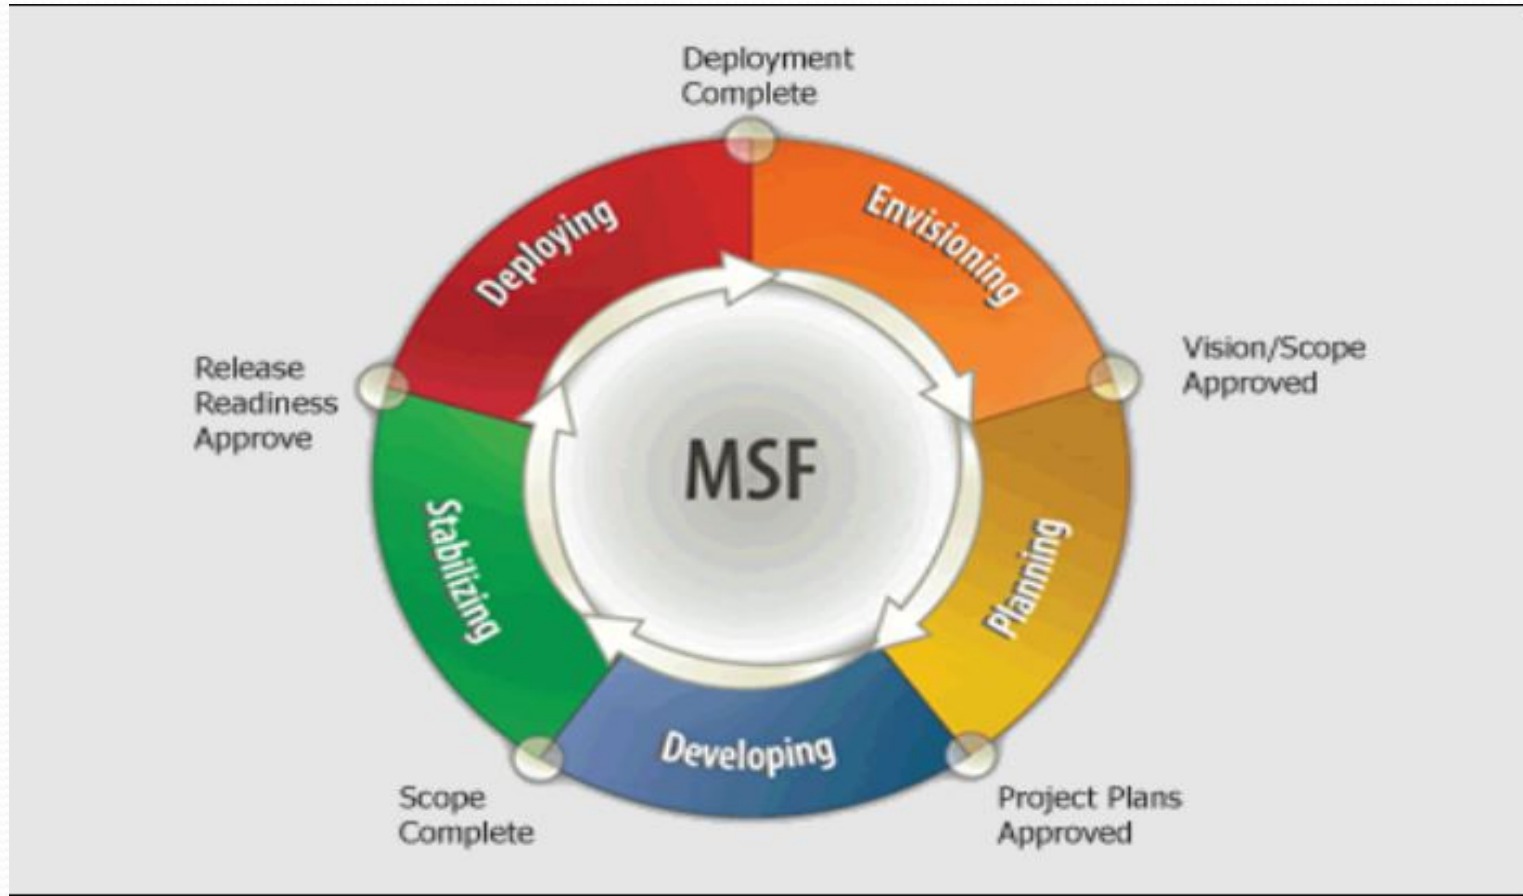 Deployment
Complete
Deploying
Envisioning
Vision/Scope
Approved
Release
Readiness
Approve
MSF
Stabilizing
Planning
Developing
Scope
Complete
Project Plans
Approved